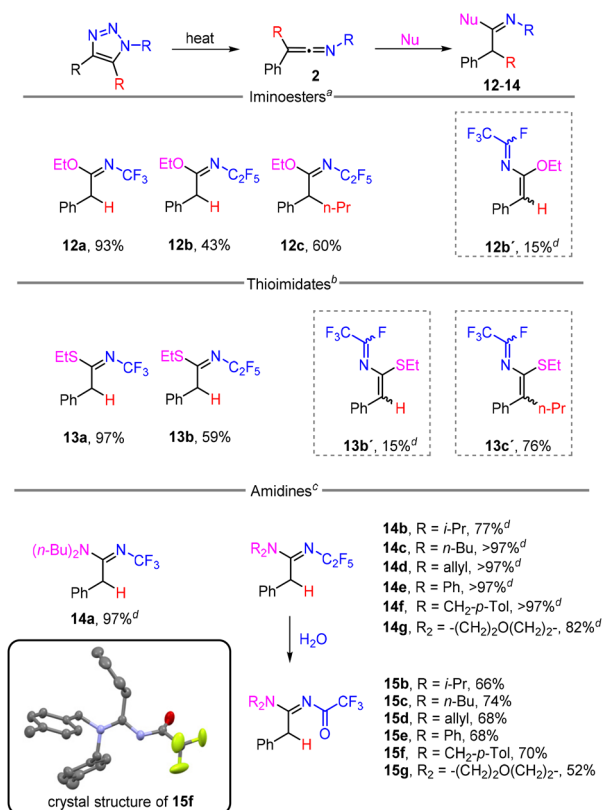 N N N R
R R
heat
R R
Ph N
2
Nu
Nu N R
Ph R
12-14
Iminoesters^a
EtO N CF3
Ph H
12a, 93%
EtO N C2F5
Ph H
12b, 43%
EtO N C2F5
Ph n-Pr
12c, 60%
F3C F
N OEt
Ph H
12b´, 15%^d
Thioimidates^b
EtS N CF3
Ph H
13a, 97%
EtS N C2F5
Ph H
13b, 59%
F3C F
N SEt
Ph H
13b´, 15%^d
F3C F
N SEt
Ph n-Pr
13c´, 76%
Amidines^c
(n-Bu)2N N CF3
Ph H
14a, 97%^d
R2N N C2F5
Ph H
14b, R = i-Pr, 77%^d
14c, R = n-Bu, >97%^d
14d, R = allyl, >97%^d
14e, R = Ph, >97%^d
14f, R = CH2-p-Tol, >97%^d
14g, R2 = -(CH2)2O(CH2)2-, 82%^d
H2O
R2N N CF3
O
Ph H
15b, R = i-Pr, 66%
15c, R = n-Bu, 74%
15d, R = allyl, 68%
15e, R = Ph, 68%
15f, R = CH2-p-Tol, 70%
15g, R2 = -(CH2)2O(CH2)2-, 52%
crystal structure of 15f